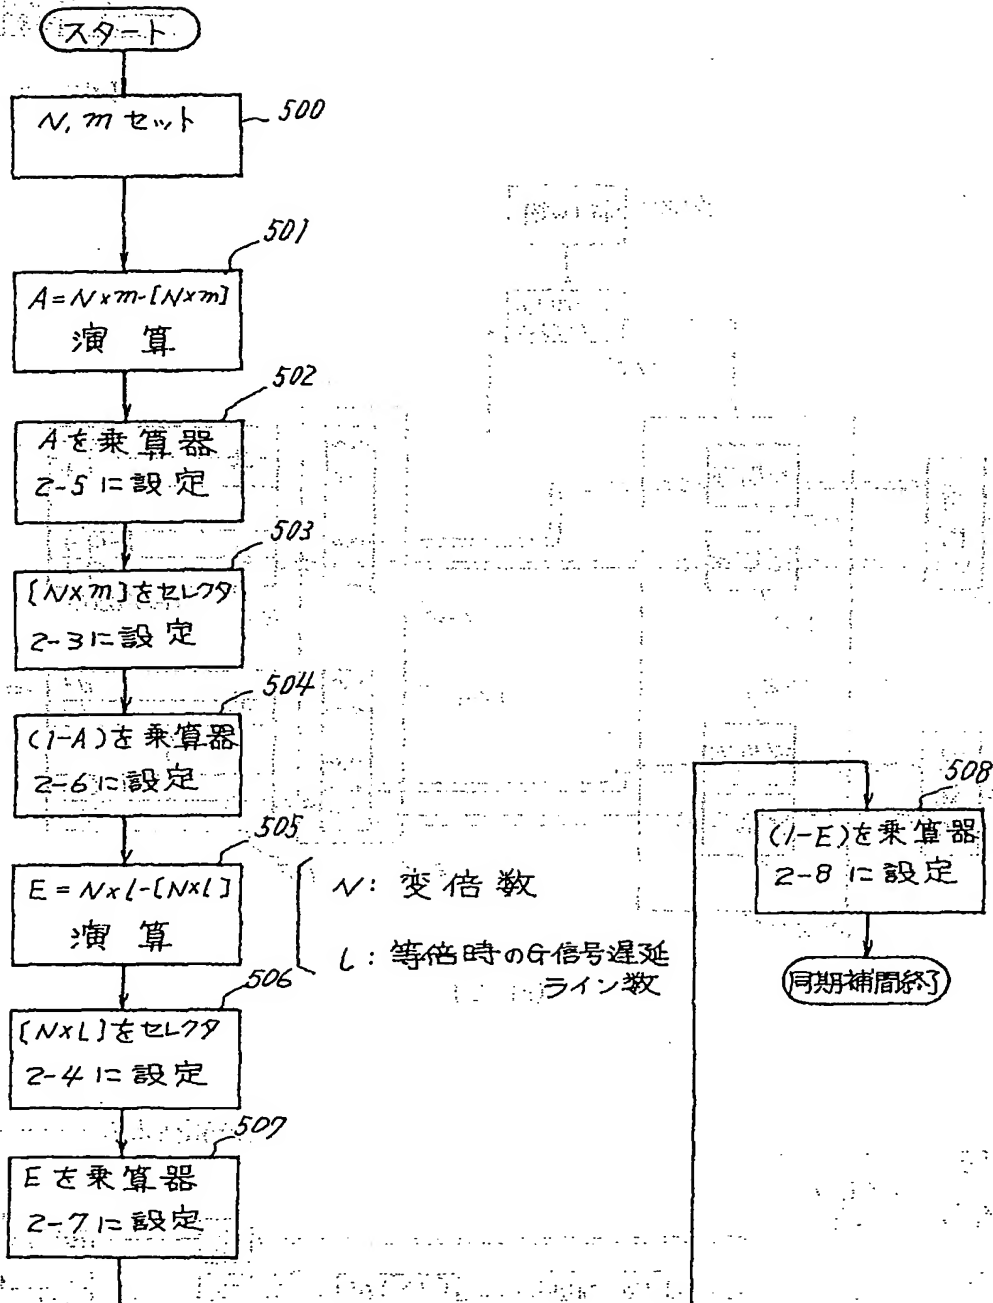 スタート
N, m セット
500
501
A=N×m-[N×m]
演算
502
Aを乗算器
2-5に設定
503
[N×m]をセレクタ
2-3に設定
504
(1-A)を乗算器
2-6に設定
505
E=N×l-[N×l]
演算
N: 変倍数
L: 等倍時のG信号遅延
ライン数
506
[N×L]をセレクタ
2-4に設定
507
Eを乗算器
2-7に設定
508
(1-E)を乗算器
2-8に設定
同期補間終了